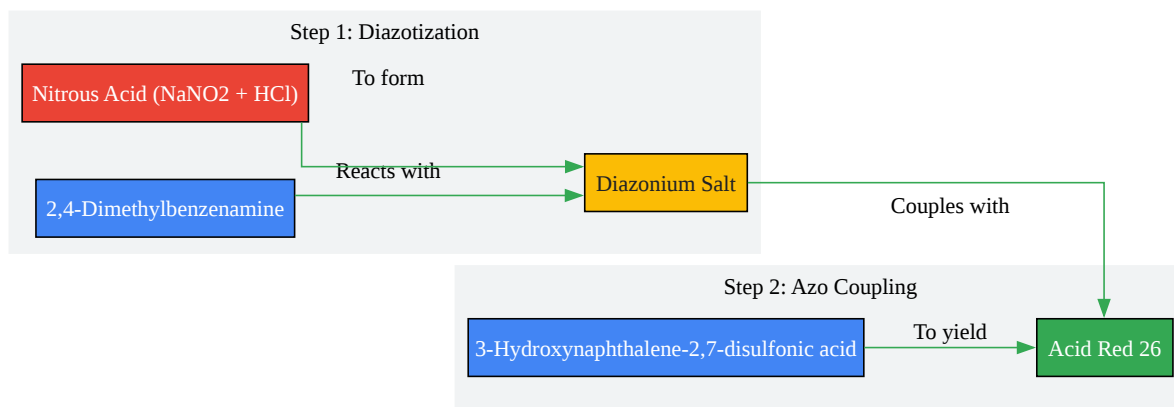 Step 1: Diazotization
Nitrous Acid (NaNO2 + HCl)
To form
Reacts with
2,4-Dimethylbenzenamine
Diazonium Salt
Couples with
Step 2: Azo Coupling
3-Hydroxynaphthalene-2,7-disulfonic acid
To yield
Acid Red 26